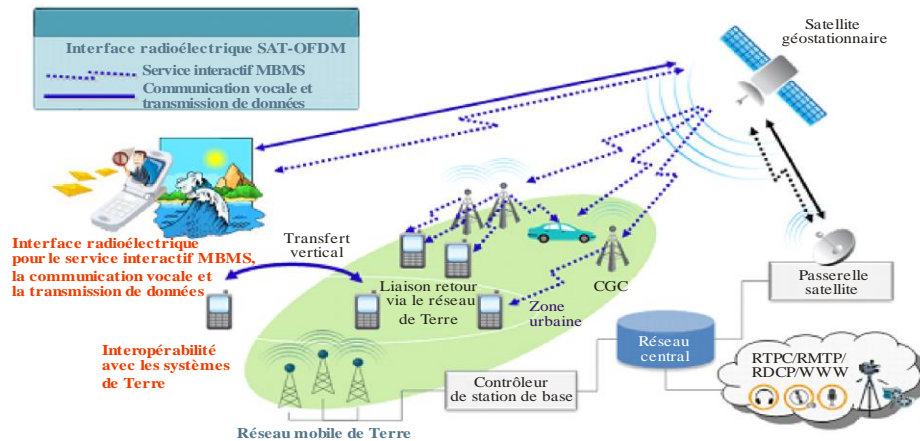 Interface radioélectrique SAT-OFDM
Service interactif MBMS
Communication vocale et
transmission de données
Satellite
géostationnaire
Interface radioélectrique
pour le service interactif MBMS,
la communication vocale et
la transmission de données
Transfert
vertical
Liaison retour
via le réseau
de Terre
Zone
urbaine
CGC
Passerelle
satellite
Interopérabilité
avec les systèmes
de Terre
Réseau
central
RTPC/RMTP/
RDCP/WWW
Contrôleur
de station de base
Réseau mobile de Terre